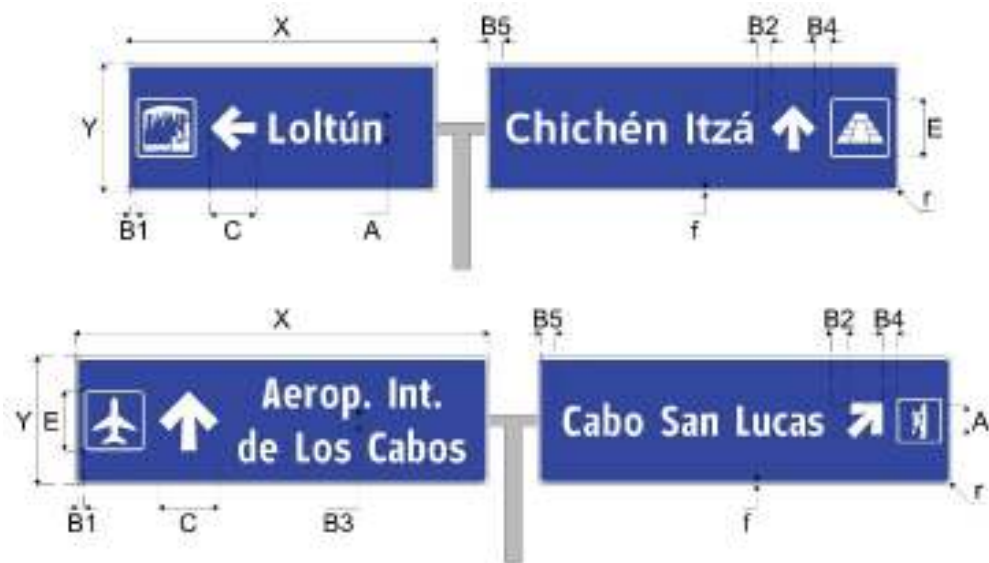 X
B5
B2
B4
Y
Loltún
Chichén Itzá
E
B1
C
A
f
r
X
B5
B2
B4
Y
E
Aerop. Int.
de Los Cabos
Cabo San Lucas
A
B1
C
B3
f
r